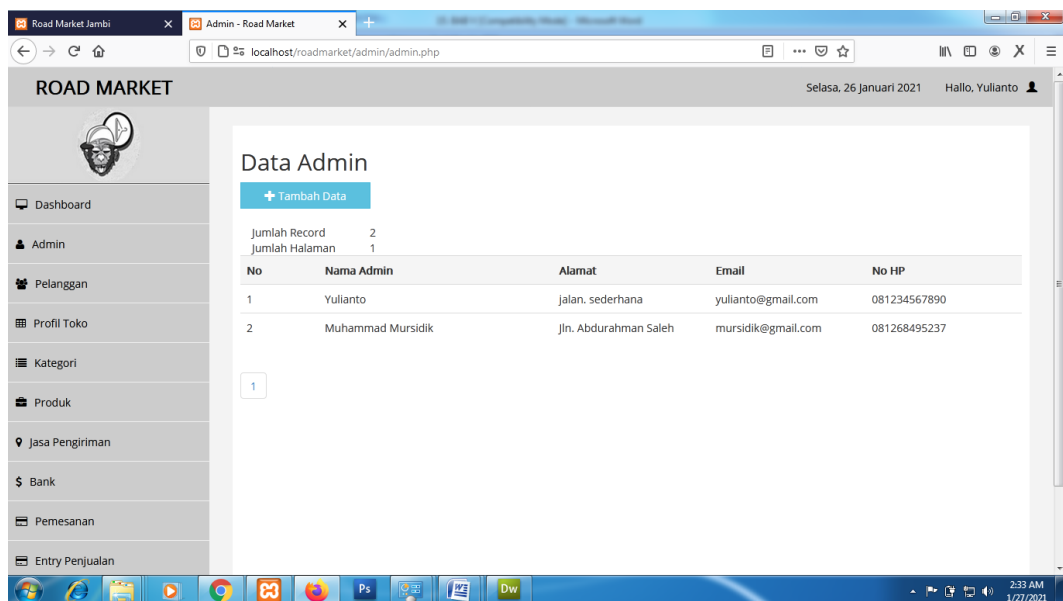 Road Market Jambi
Admin - Road Market
localhost/roadmarket/admin/admin.php
ROAD MARKET
Selasa, 26 Januari 2021
Hallo, Yulianto
Data Admin
Tambah Data
Jumlah Record 2
Jumlah Halaman 1
No Nama Admin Alamat Email No HP
1 Yulianto jalan. sederhana yulianto@gmail.com 081234567890
2 Muhammad Mursidik Jln. Abdurahman Saleh mursidik@gmail.com 081268495237
1
Dashboard
Admin
Pelanggan
Profil Toko
Kategori
Produk
Jasa Pengiriman
$ Bank
Pemesanan
Entry Penjualan
Ps
Dw
2:33 AM
1/27/2021